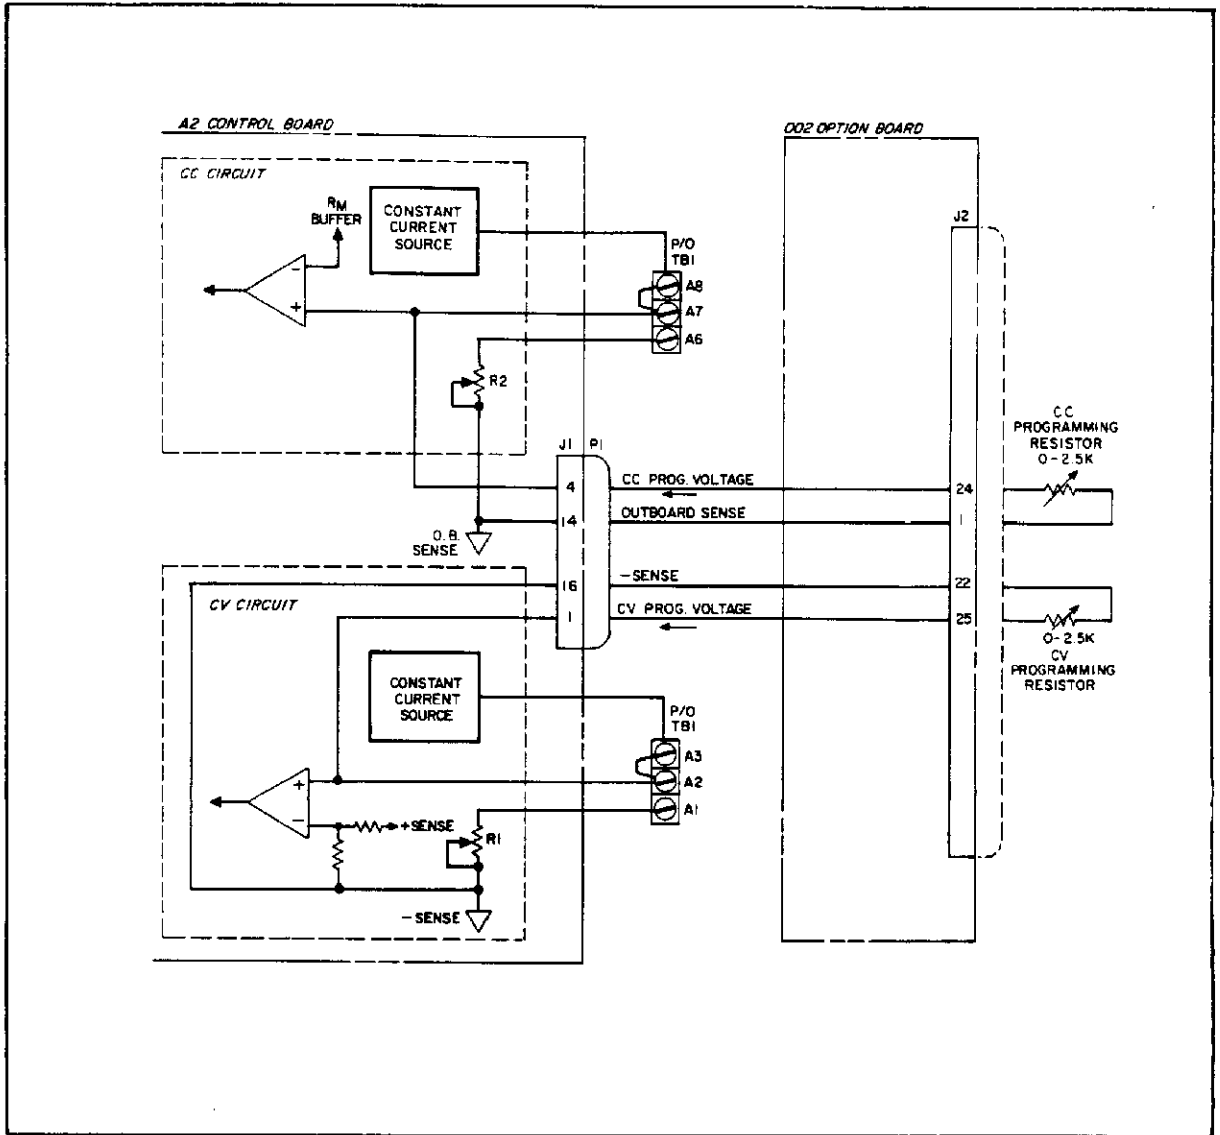 A2 CONTROL BOARD
002 OPTION BOARD
CC CIRCUIT
RM
BUFFER
CONSTANT
CURRENT
SOURCE
P/O
TB1
A8
A7
A6
−
+
R2
J2
J1 P1
CC
PROGRAMMING
RESISTOR
0-2.5K
4
CC PROG. VOLTAGE
24
14
OUTBOARD SENSE
1
O.B.
SENSE
16
−SENSE
22
CV CIRCUIT
1
CV PROG. VOLTAGE
25
0-2.5K
CV
PROGRAMMING
RESISTOR
CONSTANT
CURRENT
SOURCE
P/O
TB1
A3
A2
A1
+
−
+SENSE
R1
−SENSE